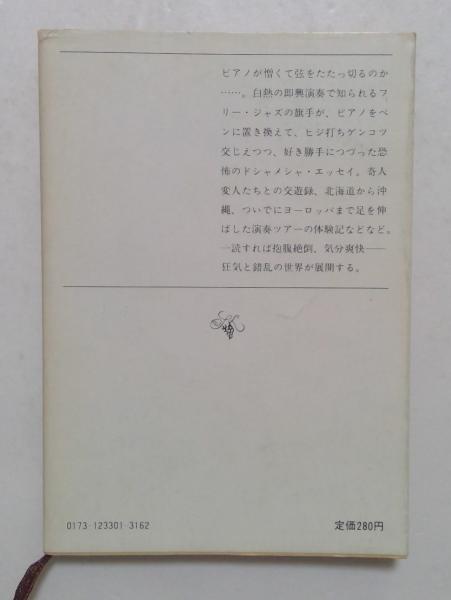 ピアノが憎くて弦をたたっ切るのか
……。白熱の即興演奏で知られるフ
リー・ジャズの旗手が、ピアノをペ
ンに置き換えて、ヒジ打ちゲンコツ
交じえつつ、好き勝手につづった恐
怖のドシャメシャ・エッセイ。奇人
変人たちとの交遊録、北海道から沖
縄、ついでにヨーロッパまで足を伸
ばした演奏ツアーの体験記などなど。
一読すれば抱腹絶倒、気分爽快──
狂気と錯乱の世界が展開する。
0173-123301-3162
定価280円